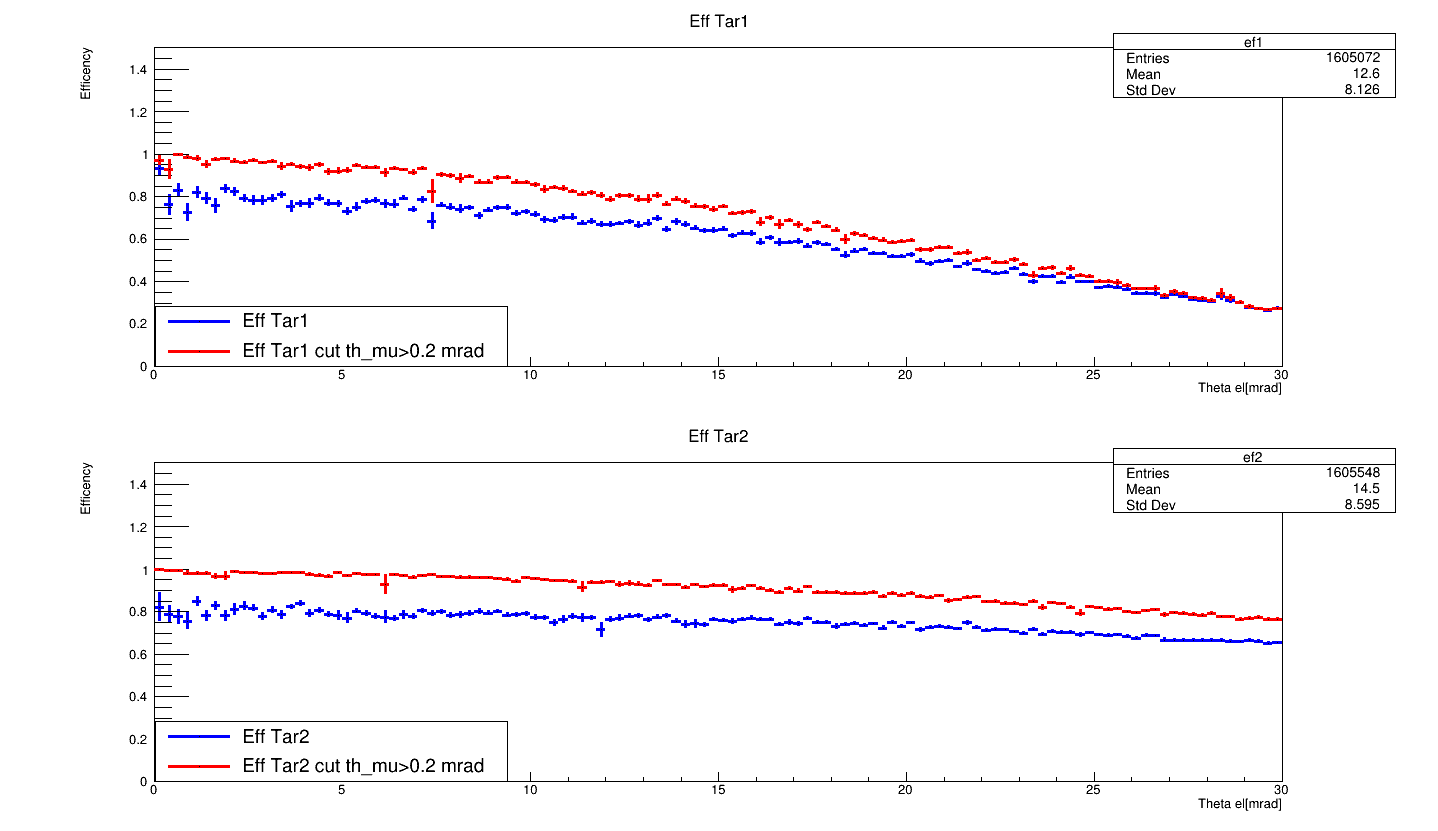 Eff Tar1
Efficency
ef1
Entries 1605072
Mean 12.6
Std Dev 8.126
1.4
1.2
1
0.8
0.6
0.4
0.2
0
Eff Tar1
Eff Tar1 cut th_mu>0.2 mrad
0 5 10 15 20 25 30
Theta el[mrad]
Eff Tar2
Efficency
ef2
Entries 1605548
Mean 14.5
Std Dev 8.595
1.4
1.2
1
0.8
0.6
0.4
0.2
0
Eff Tar2
Eff Tar2 cut th_mu>0.2 mrad
0 5 10 15 20 25 30
Theta el[mrad]